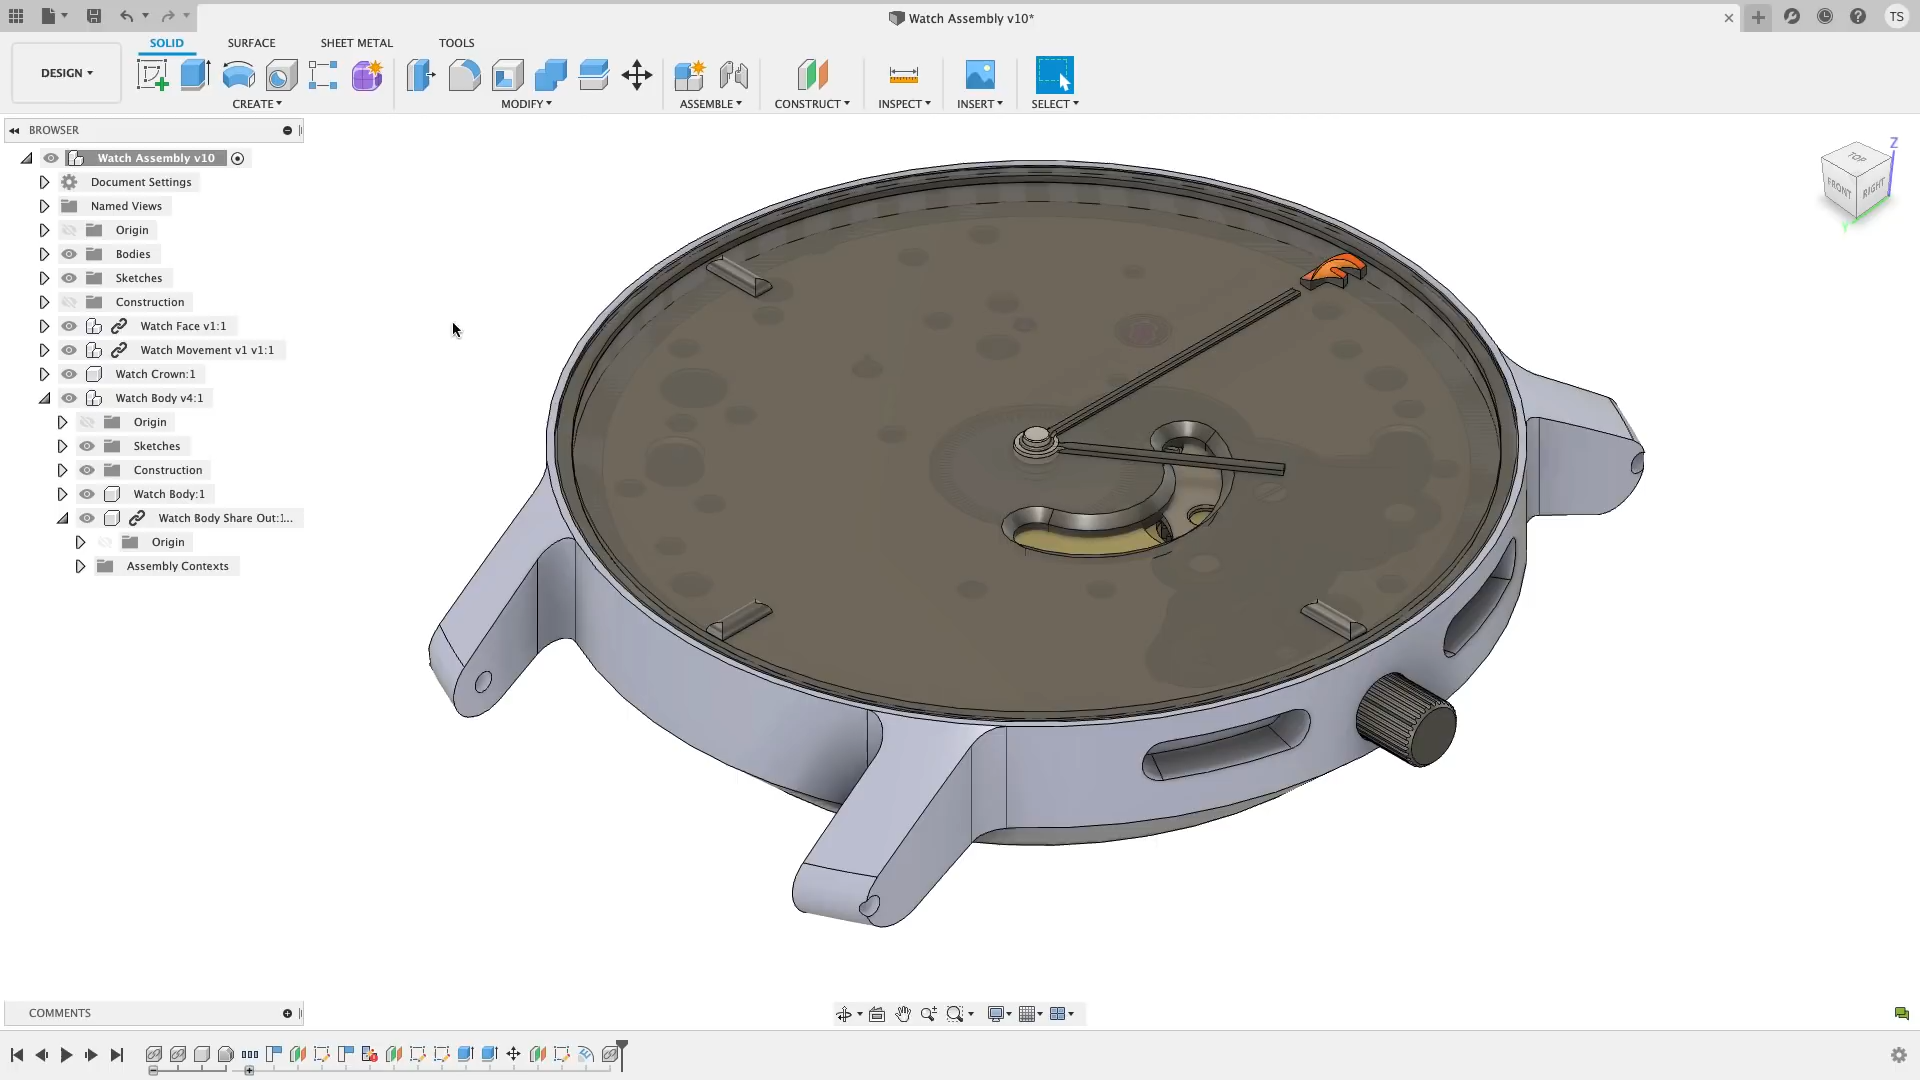 Watch Assembly v10*
TS
DESIGN
SOLID
SURFACE
SHEET METAL
TOOLS
CREATE
MODIFY
ASSEMBLE
CONSTRUCT
INSPECT
INSERT
SELECT
BROWSER
Watch Assembly v10
Document Settings
Named Views
Origin
Bodies
Sketches
Construction
Watch Face v1:1
Watch Movement v1 v1:1
Watch Crown:1
Watch Body v4:1
Origin
Sketches
Construction
Watch Body:1
Watch Body Share Out:1...
Origin
Assembly Contexts
Z
TOP
FRONT
RIGHT
Y
COMMENTS